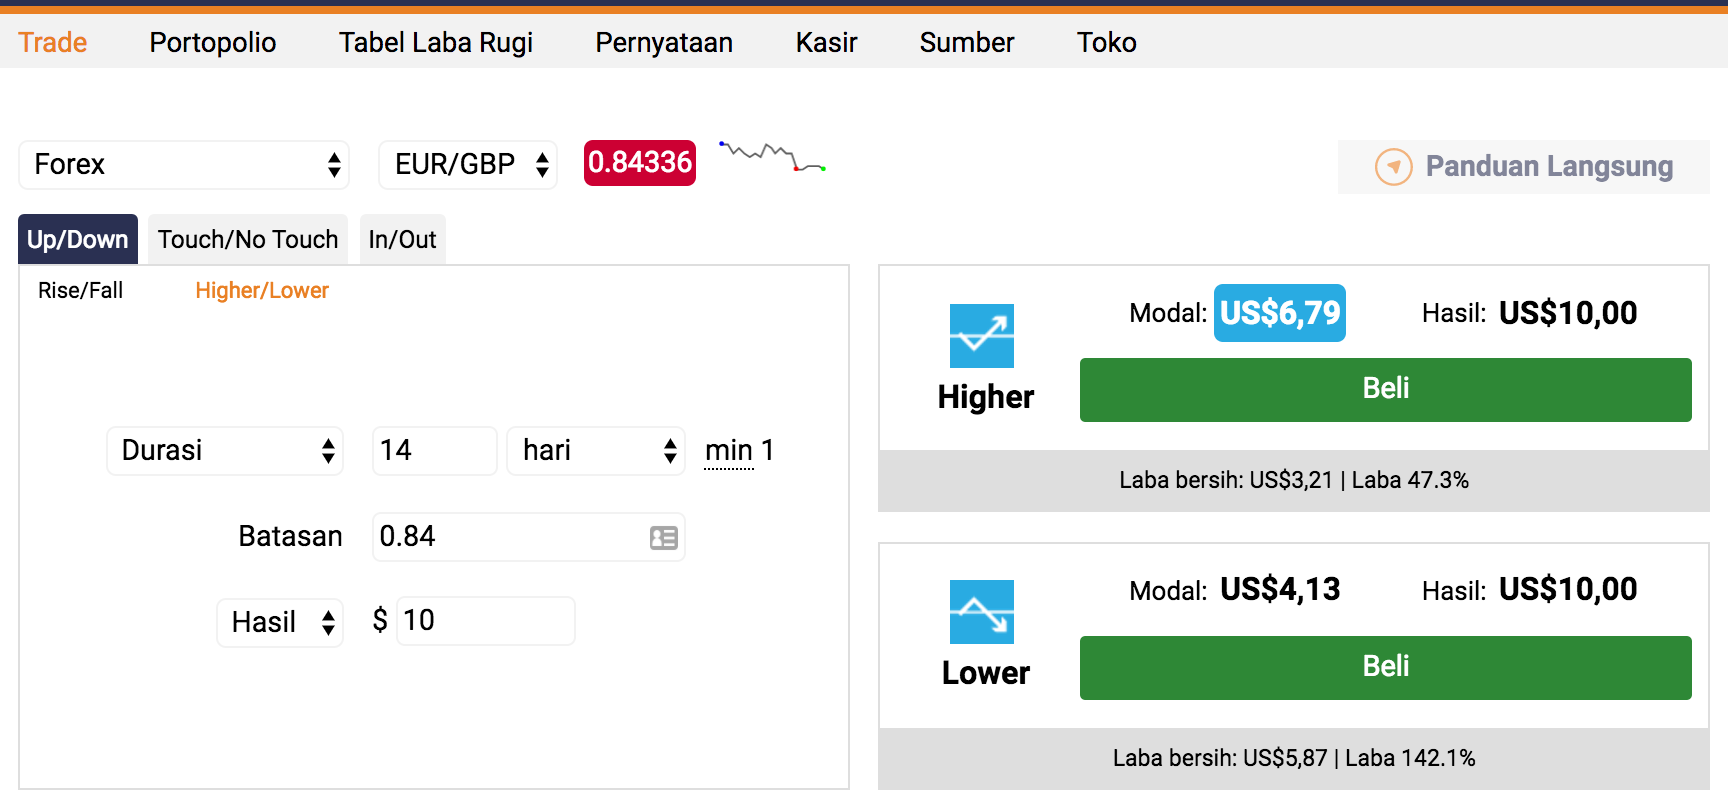 Trade Portopolio Tabel Laba Rugi Pernyataan Kasir Sumber Toko
Forex EUR/GBP 0.84336 Panduan Langsung
Up/Down Touch/No Touch In/Out
Rise/Fall Higher/Lower
Durasi 14 hari min 1
Batasan 0.84
Hasil $ 10
Modal: US$6,79 Hasil: US$10,00
Higher
Beli
Laba bersih: US$3,21 | Laba 47.3%
Modal: US$4,13 Hasil: US$10,00
Lower
Beli
Laba bersih: US$5,87 | Laba 142.1%